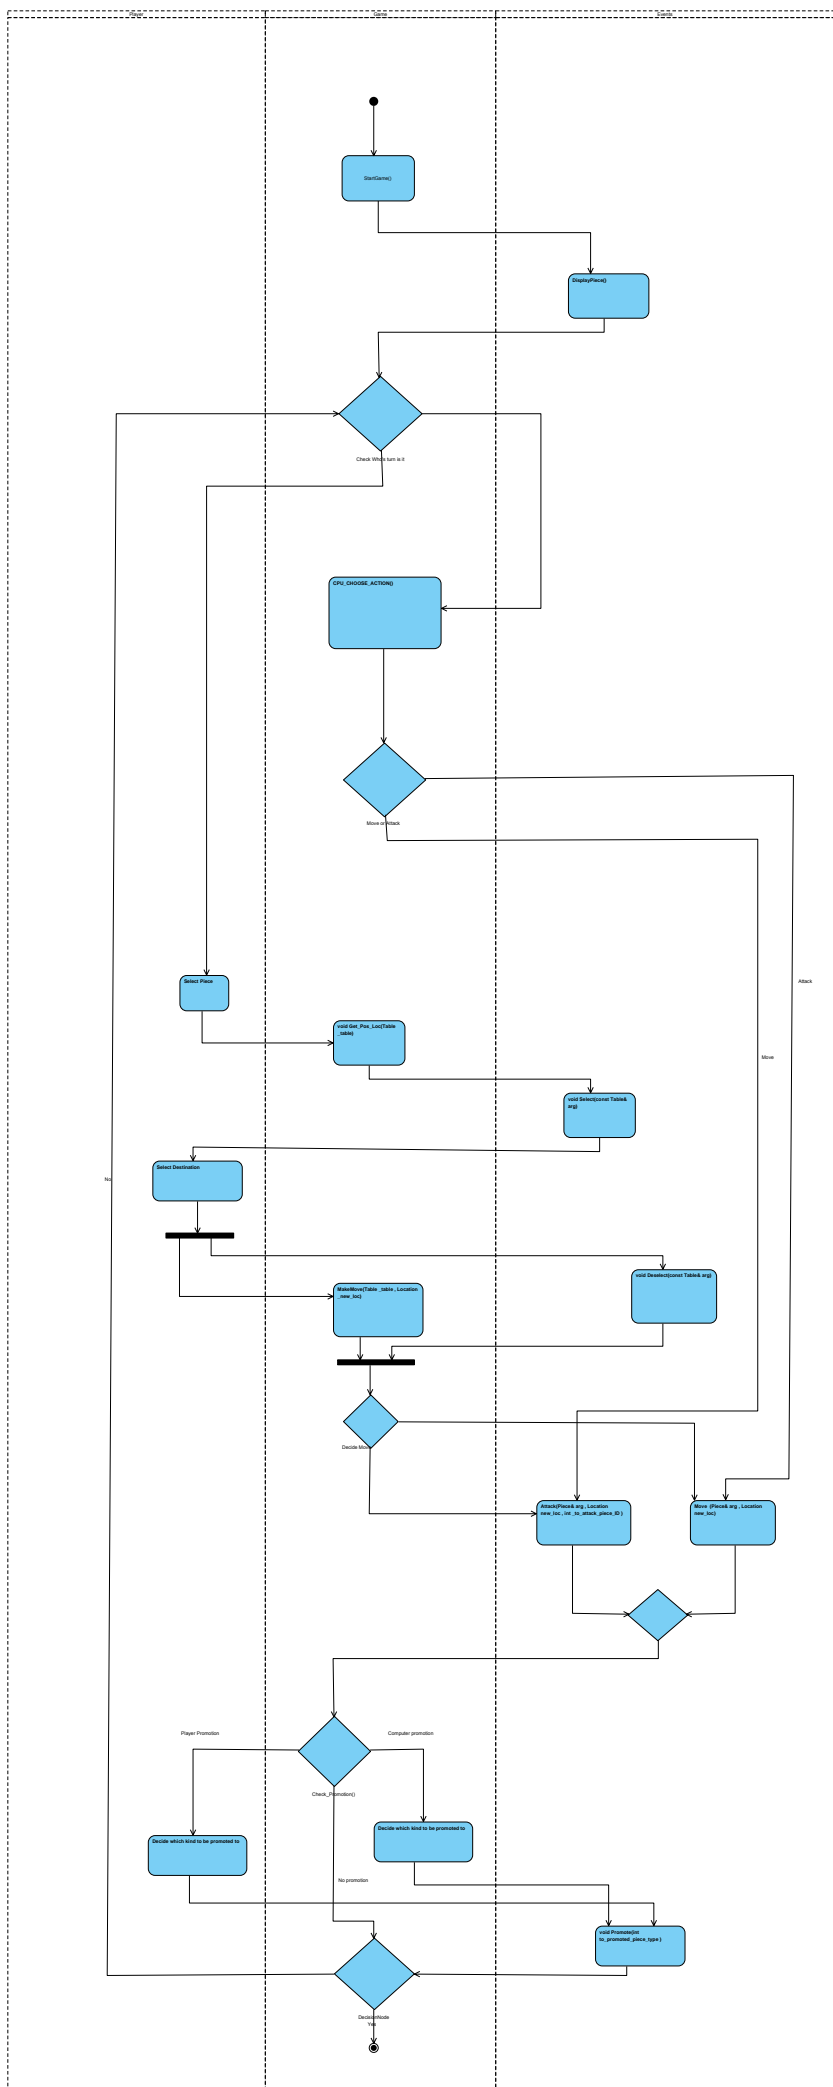 Player
Game
Events
StartGame()
DisplayPiece()
Check Who's turn is it
CPU_CHOOSE_ACTION()
Move or Attack
Select Piece
Attack
void Get_Pos_Loc(Table
_table)
Move
void Select(const Table&
arg)
Select Destination
No
void Deselect(const Table& arg)
MakeMove(Table _table , Location
_new_loc)
Decide Move
Attack(Piece& arg , Location
new_loc , int _to_attack_piece_ID )
Move (Piece& arg , Location
new_loc)
Player Promotion
Computer promotion
Check_Promotion()
Decide which kind to be promoted to
Decide which kind to be promoted to
No promotion
void Promote(int
to_promoted_piece_type )
DecisionNode
Yes